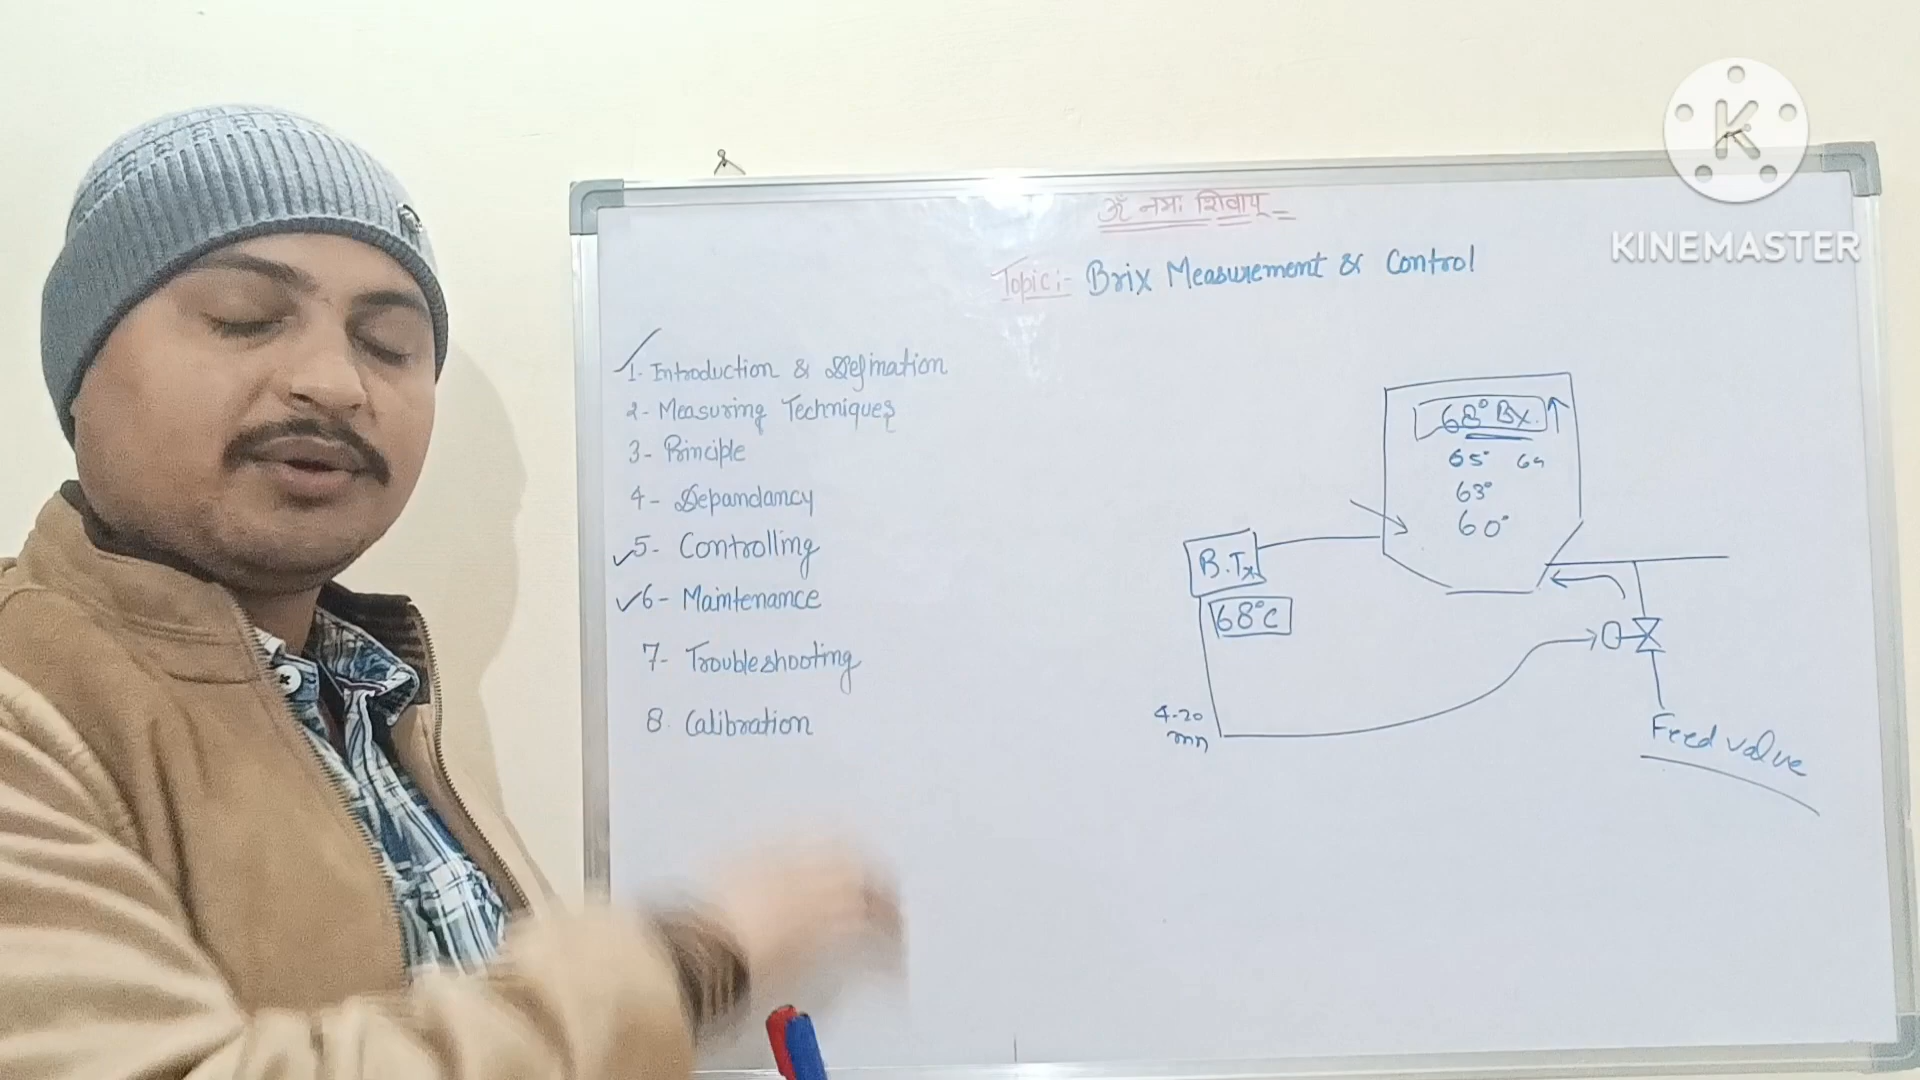 ॐ नमः शिवाय
KINEMASTER
Topic:- Brix Measurement & Control
1- Introduction & Defination
2- Measuring Techniques
3- Principle
4- Depandancy
5- Controlling
6- Maintenance
7- Troubleshooting
8. Calibration
68° Bx.
65° 64
63°
60°
B.Tx
68°C
4-20
mA
Feed value